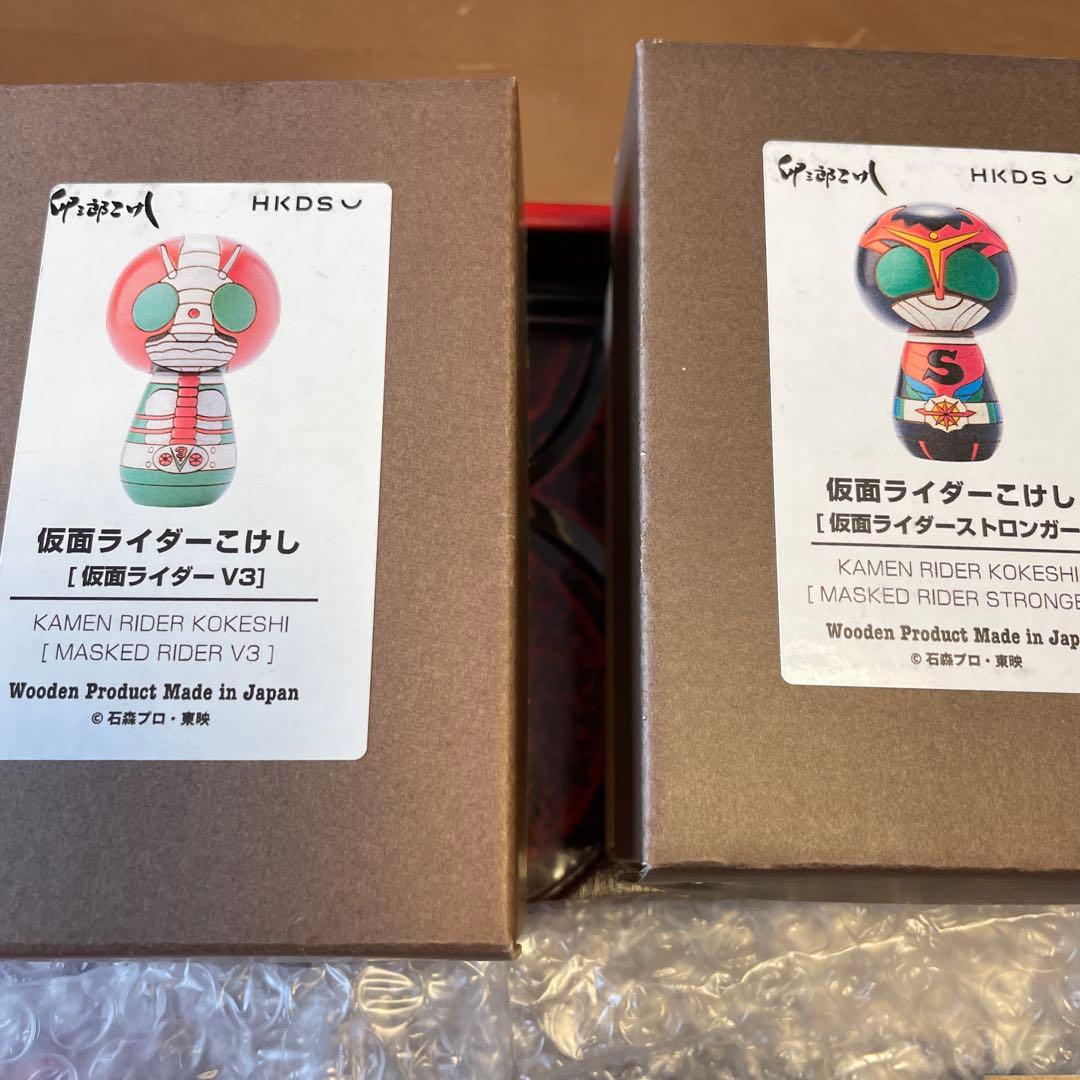 卯三郎こけし
HKDS
仮面ライダーこけし
[ 仮面ライダー V3]
KAMEN RIDER KOKESHI
[ MASKED RIDER V3 ]
Wooden Product Made in Japan
© 石森プロ・東映
卯三郎こけし
HKDS
S
仮面ライダーこけし
[ 仮面ライダーストロンガー
KAMEN RIDER KOKESHI
[ MASKED RIDER STRONGE
Wooden Product Made in Jap
© 石森プロ・東映